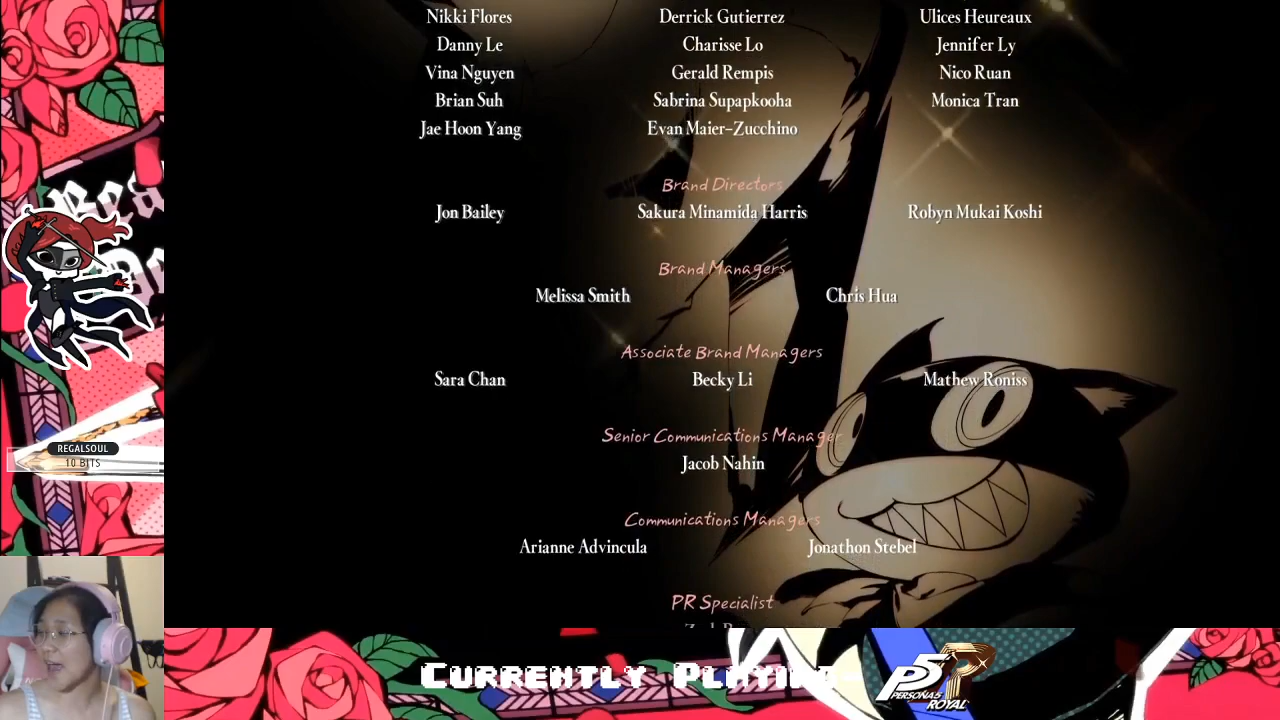 Nikki Flores Derrick Gutierrez Ulices Heureaux
Danny Le Charisse Lo Jennifer Ly
Vina Nguyen Gerald Rempis Nico Ruan
Brian Suh Sabrina Supapkooha Monica Tran
Jae Hoon Yang Evan Maier-Zucchino
Brand Directors
Jon Bailey Sakura Minamida Harris Robyn Mukai Koshi
Brand Managers
Melissa Smith Chris Hua
Associate Brand Managers
Sara Chan Becky Li Mathew Roniss
Senior Communications Manager
Jacob Nahin
Communications Managers
Arianne Advincula Jonathon Stebel
PR Specialist
REGALSOUL
10 BITS
Currently Playing
P5R
PERSONA5
ROYAL